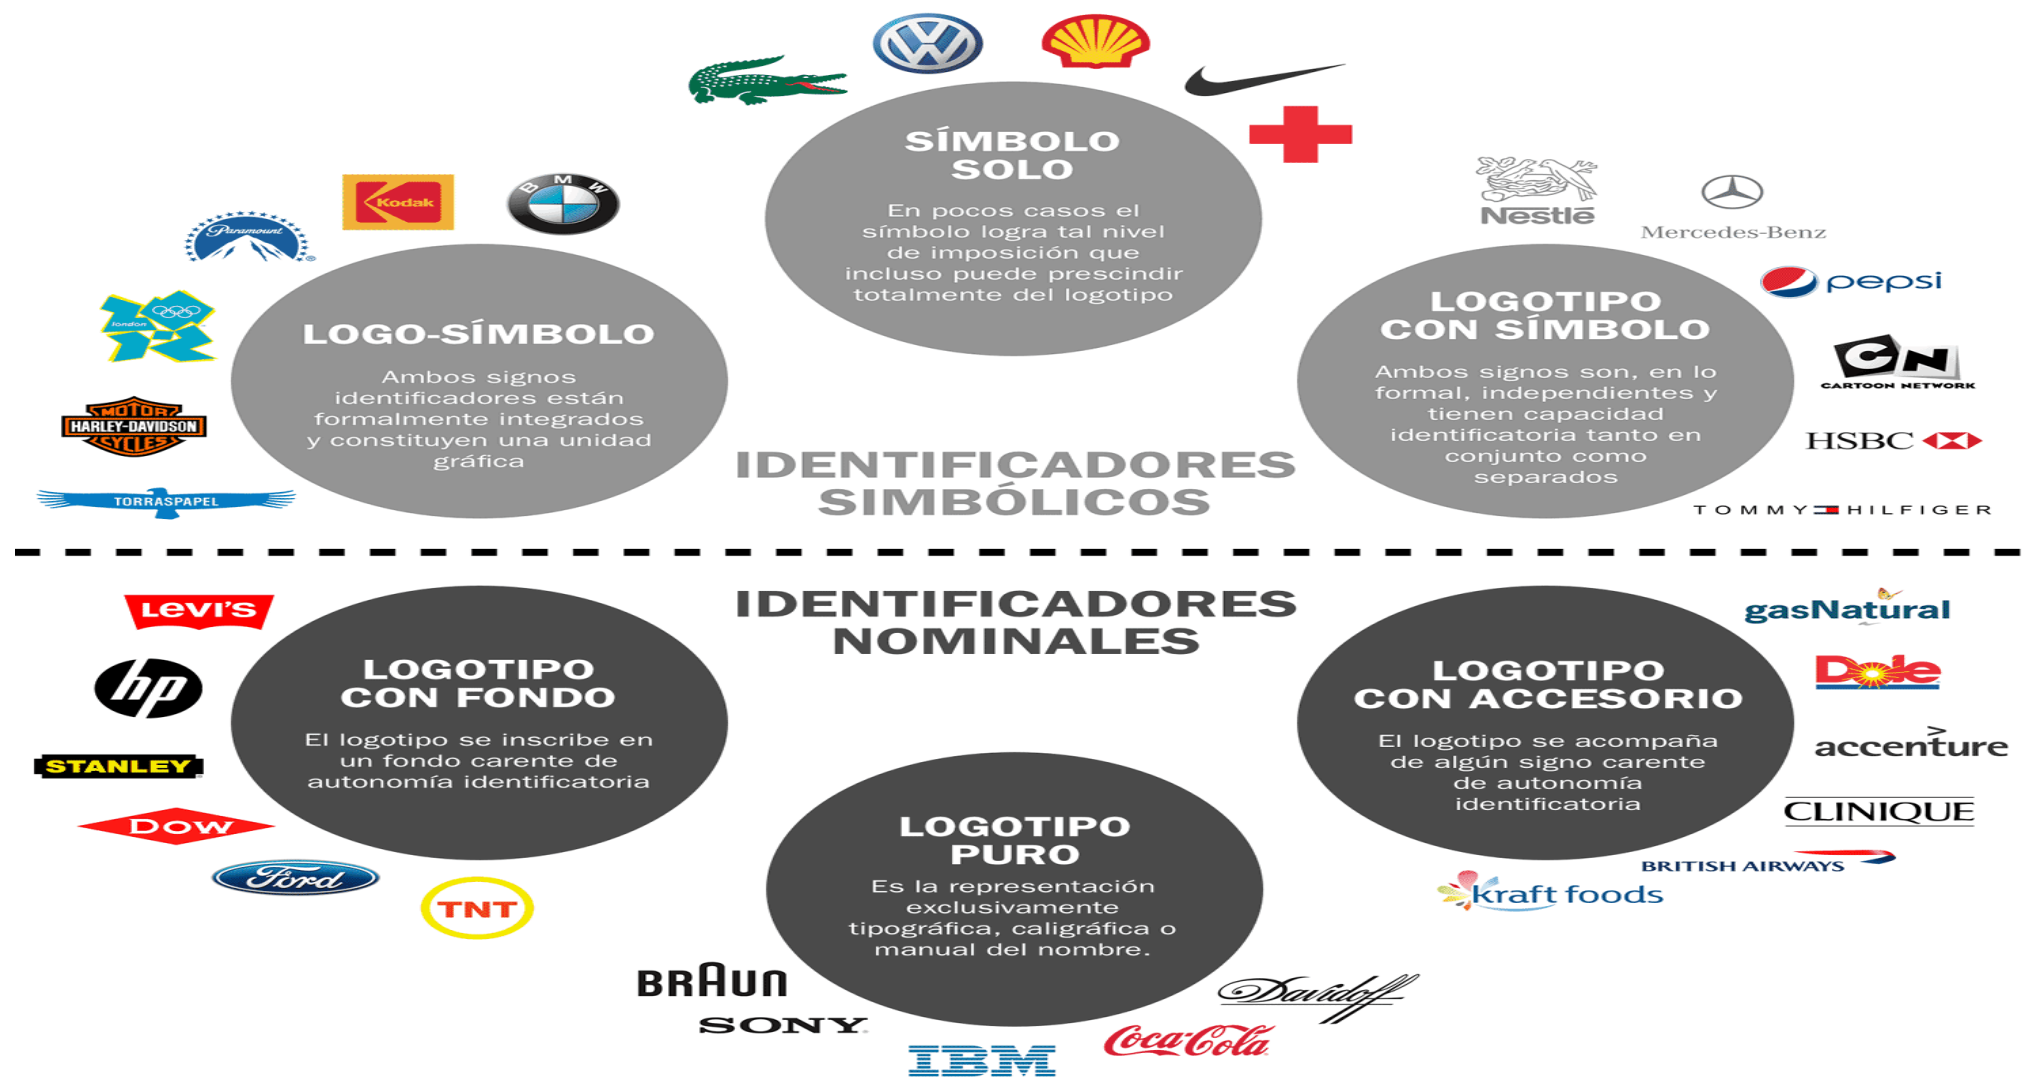 SÍMBOLO
SOLO
En pocos casos el
símbolo logra tal nivel
de imposición que
incluso puede prescindir
totalmente del logotipo
Paramount
Kodak
BMW
london
MOTOR
HARLEY-DAVIDSON
CYCLES
TORRASPAPEL
LOGO-SÍMBOLO
Ambos signos
identificadores están
formalmente integrados
y constituyen una unidad
gráfica
Nestlé
Mercedes-Benz
pepsi
CN
CARTOON NETWORK
HSBC
TOMMY HILFIGER
LOGOTIPO
CON SÍMBOLO
Ambos signos son, en lo
formal, independientes y
tienen capacidad
identificatoria tanto en
conjunto como
separados
IDENTIFICADORES
SIMBÓLICOS
IDENTIFICADORES
NOMINALES
LEVI'S
hp
STANLEY
DOW
Ford
TNT
LOGOTIPO
CON FONDO
El logotipo se inscribe en
un fondo carente de
autonomía identificatoria
LOGOTIPO
PURO
Es la representación
exclusivamente
tipográfica, caligráfica o
manual del nombre.
BRAUN
SONY
IBM
Coca-Cola
Davidoff
LOGOTIPO
CON ACCESORIO
El logotipo se acompaña
de algún signo carente
de autonomía
identificatoria
gasNatural
Dole
>
accenture
CLINIQUE
BRITISH AIRWAYS
kraft foods